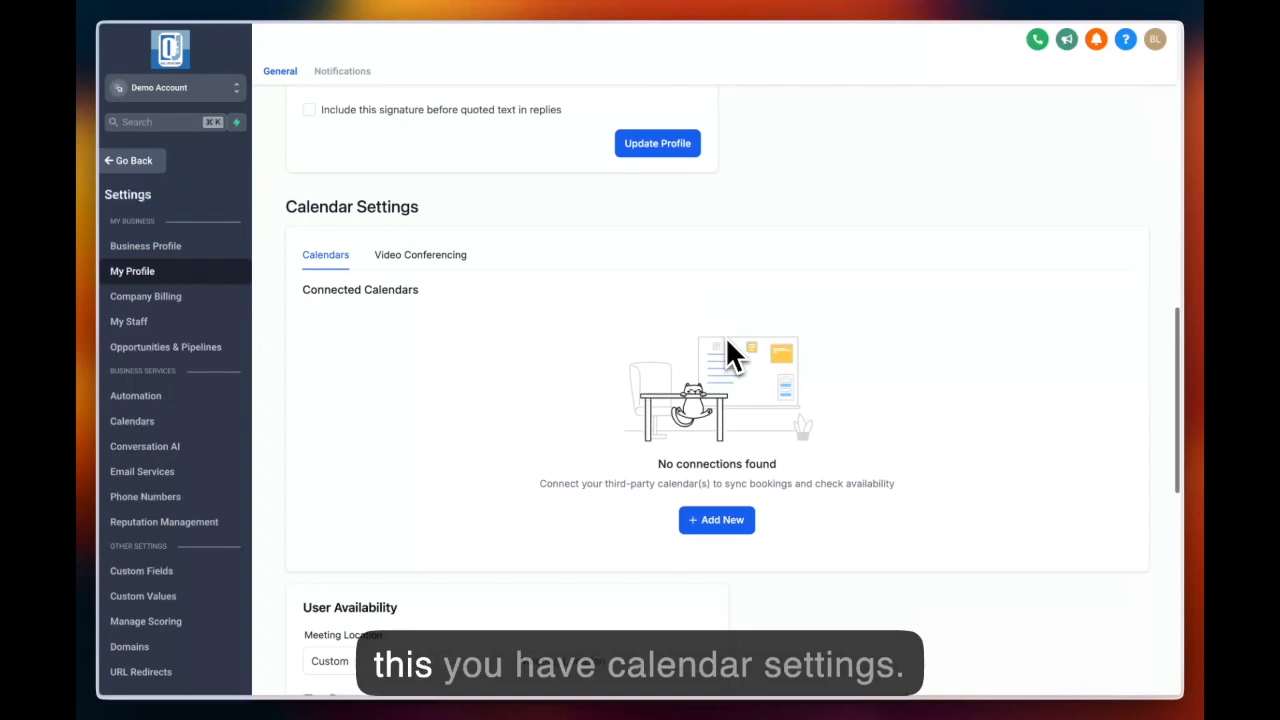 Demo Account
Search
⌘ K
Go Back
Settings
MY BUSINESS
Business Profile
My Profile
Company Billing
My Staff
Opportunities & Pipelines
BUSINESS SERVICES
Automation
Calendars
Conversation AI
Email Services
Phone Numbers
Reputation Management
OTHER SETTINGS
Custom Fields
Custom Values
Manage Scoring
Domains
URL Redirects
?
BL
General
Notifications
Include this signature before quoted text in replies
Update Profile
Calendar Settings
Calendars
Video Conferencing
Connected Calendars
No connections found
Connect your third-party calendar(s) to sync bookings and check availability
+ Add New
User Availability
Meeting Location
Custom
this you have calendar settings.